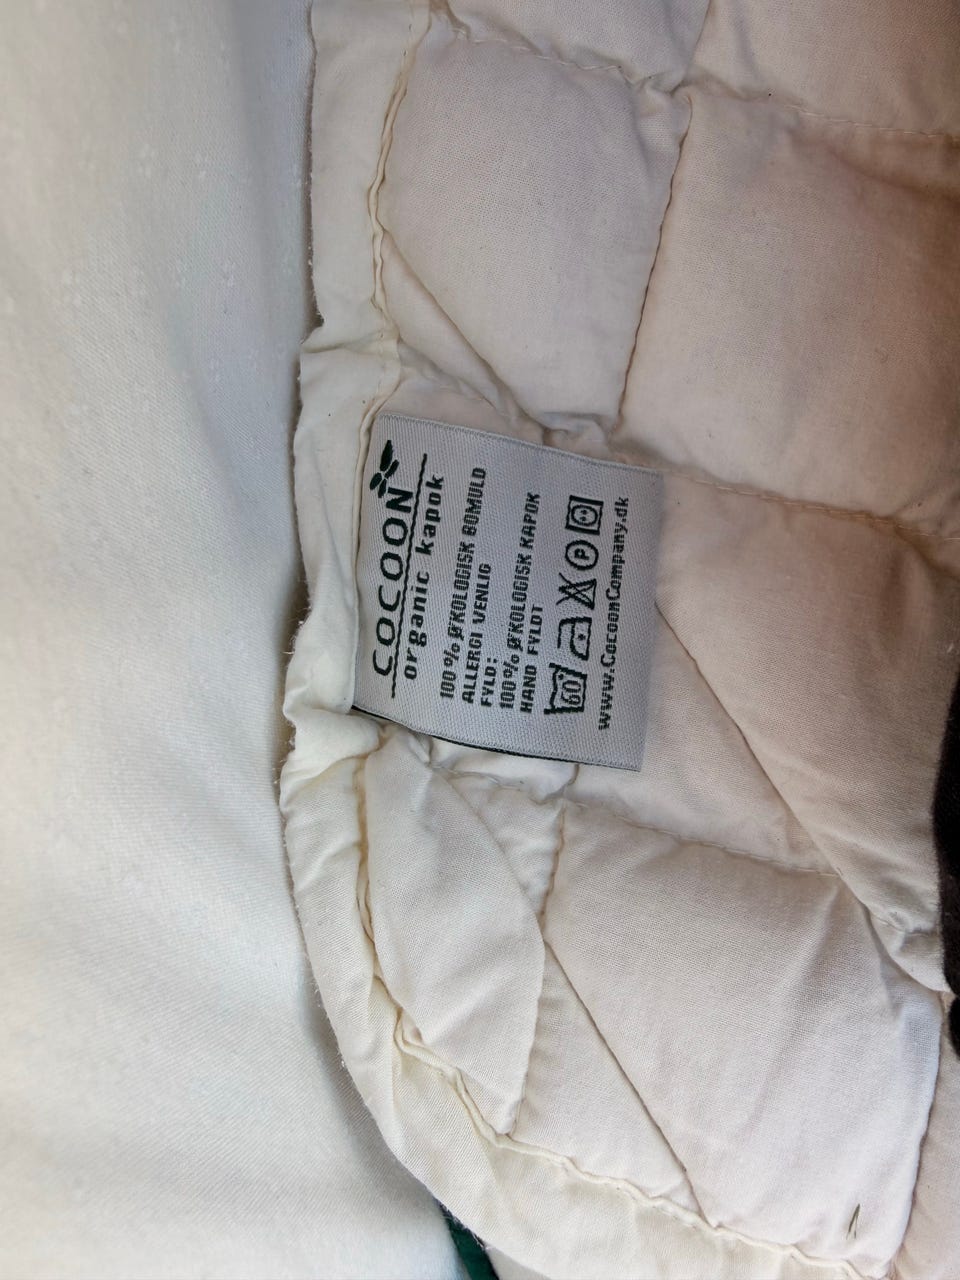 COCOON
organic kapok
100% ØKOLOGISK BOMULD
ALLERGI VENLIG
FYLD:
100% ØKOLOGISK KAPOK
HAND FYLDT
60 P
www.CocoonCompany.dk